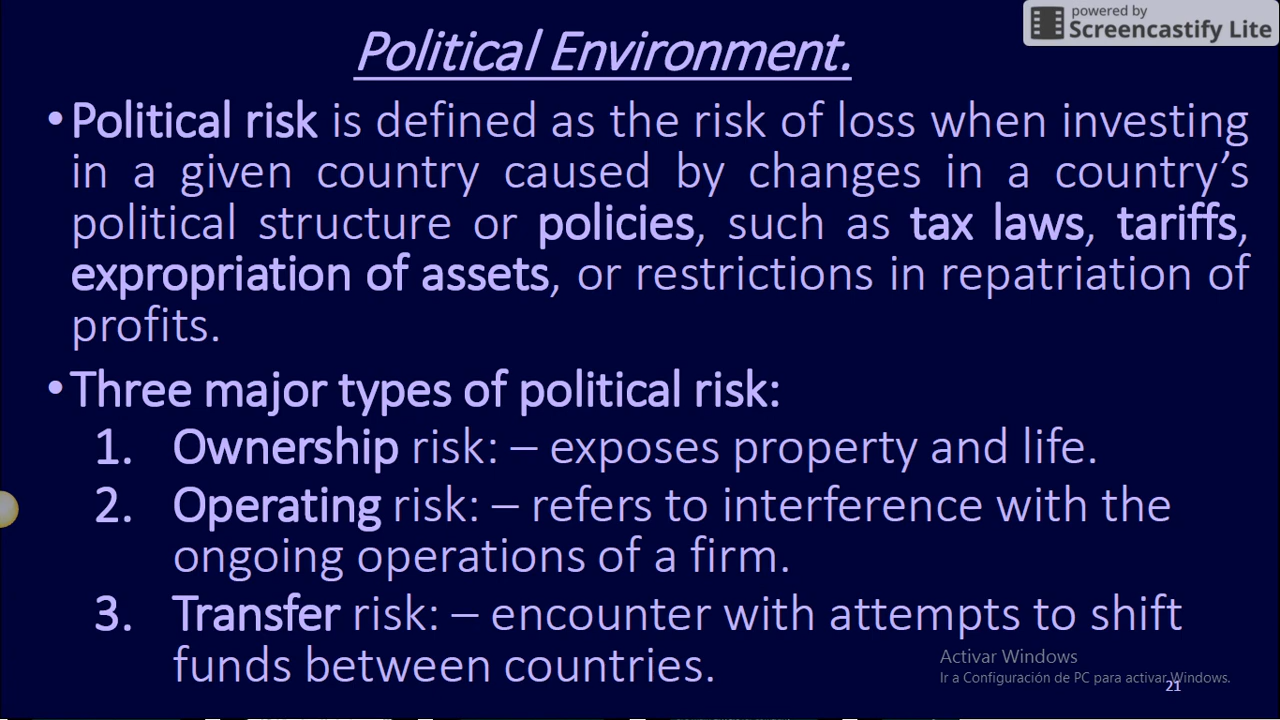 powered by
Screencastify Lite
Political Environment.
•Political risk is defined as the risk of loss when investing
in a given country caused by changes in a country’s
political structure or policies, such as tax laws, tariffs,
expropriation of assets, or restrictions in repatriation of
profits.
•Three major types of political risk:
1. Ownership risk: – exposes property and life.
2. Operating risk: – refers to interference with the
ongoing operations of a firm.
3. Transfer risk: – encounter with attempts to shift
funds between countries.
Activar Windows
Ir a Configuración de PC para activar Windows.
21